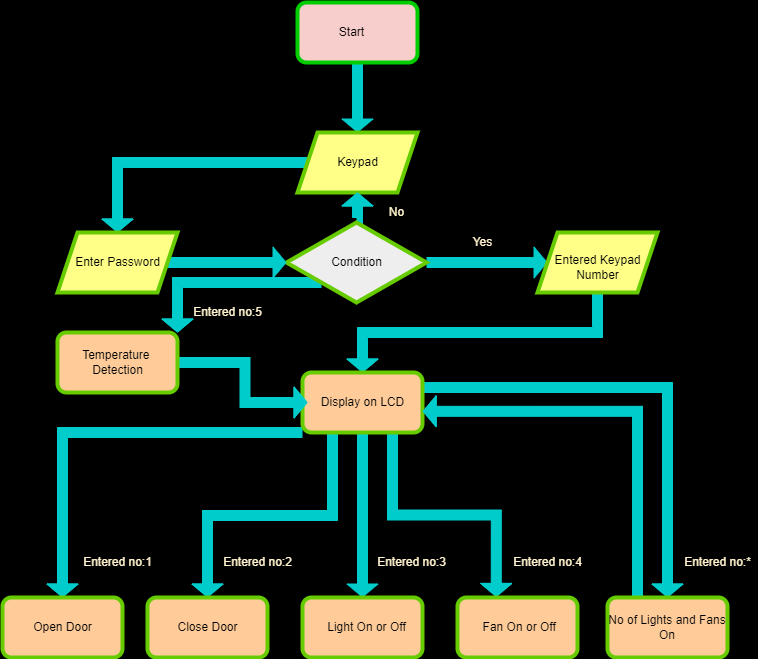 Start
Keypad
No
Yes
Enter Password
Condition
Entered Keypad
Number
Entered no:5
Temperature
Detection
Display on LCD
Entered no:1
Entered no:2
Entered no:3
Entered no:4
Entered no:*
Open Door
Close Door
Light On or Off
Fan On or Off
No of Lights and Fans
On